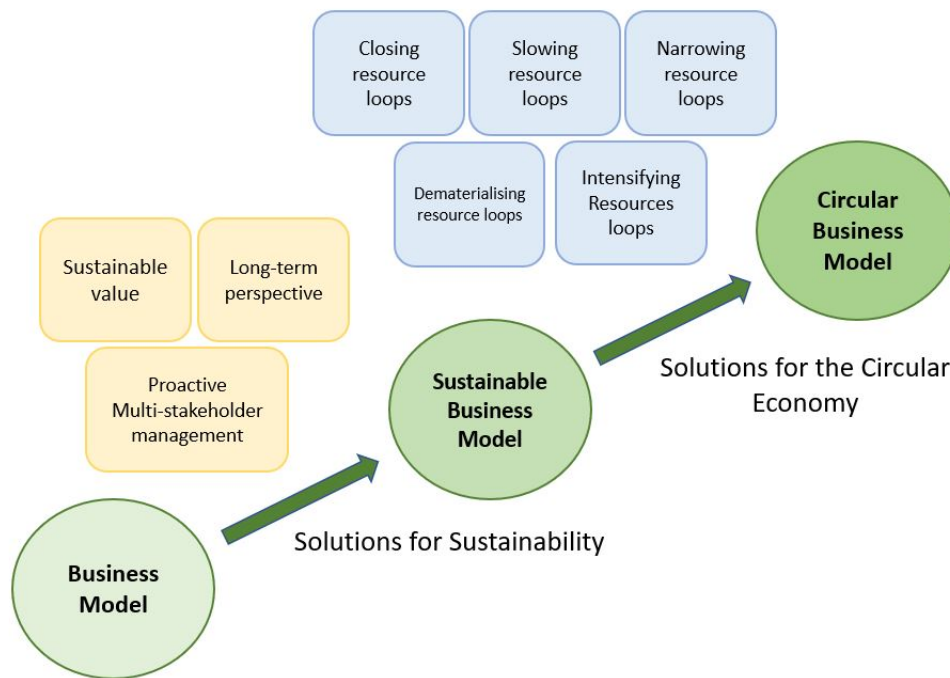 Closing
resource
loops
Slowing
resource
loops
Narrowing
resource
loops
Dematerialising
resource loops
Intensifying
Resources
loops
Circular
Business
Model
Sustainable
value
Long-term
perspective
Proactive
Multi-stakeholder
management
Sustainable
Business
Model
Solutions for the Circular
Economy
Solutions for Sustainability
Business
Model